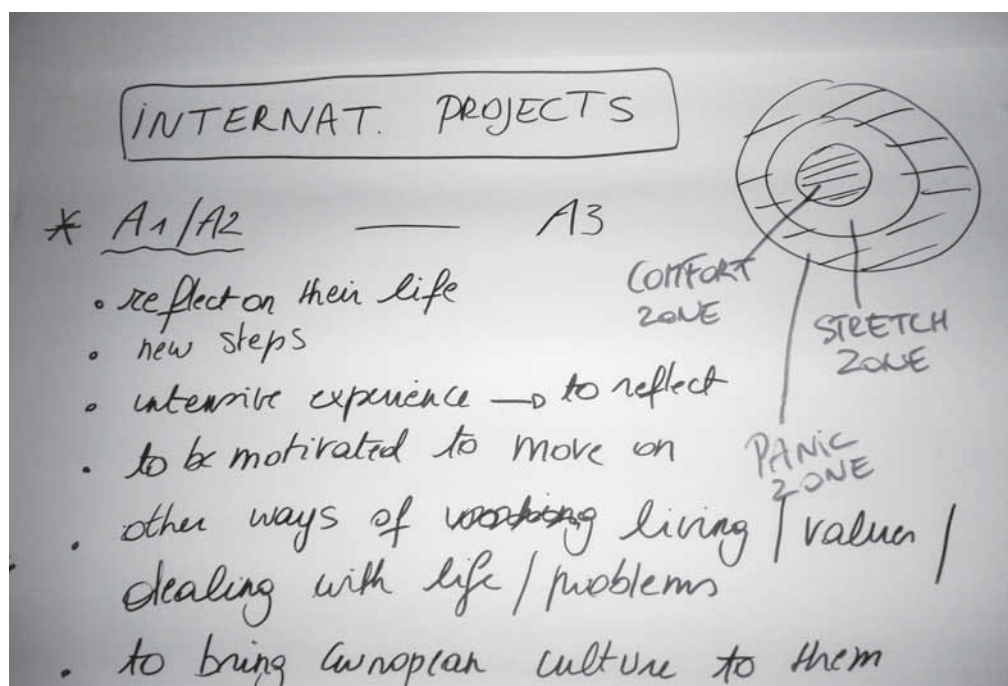 INTERNAT. PROJECTS
* A1/A2 — A3
• reflect on their life
• new steps
• intensive experience → to reflect
• to be motivated to move on
• other ways of living / values /
dealing with life / problems
• to bring European culture to them
COMFORT
ZONE
STRETCH
ZONE
PANIC
ZONE